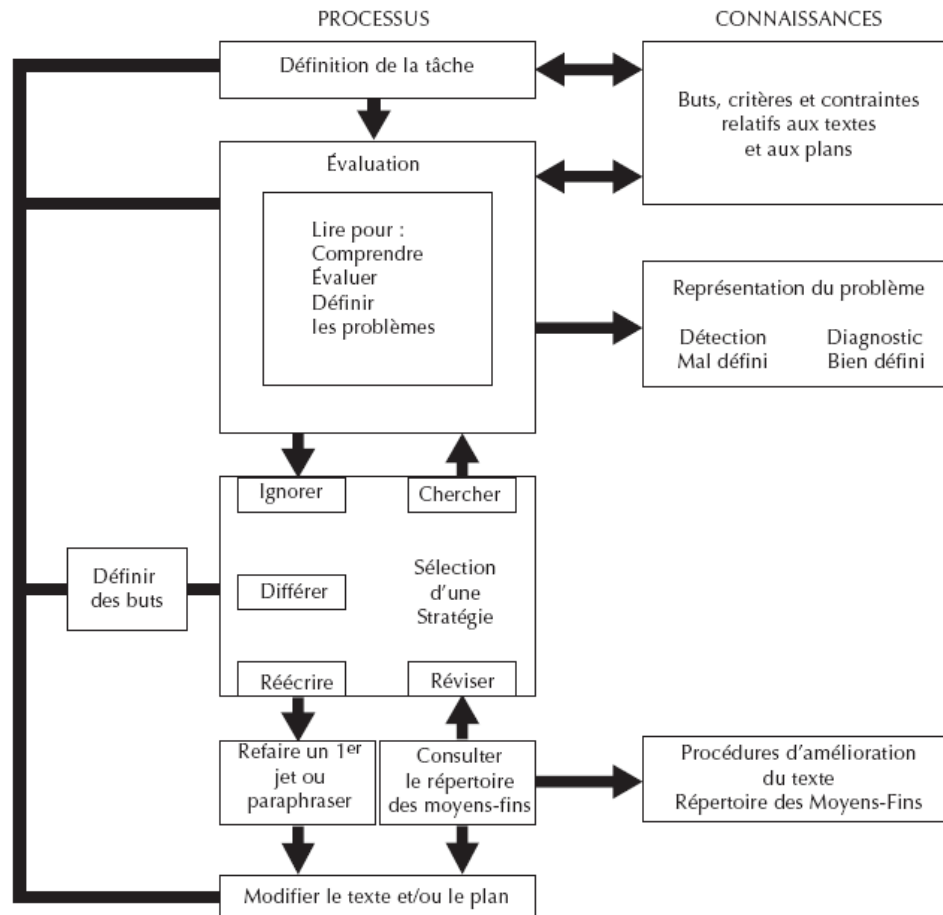 PROCESSUS
CONNAISSANCES
Définition de la tâche
Buts, critères et contraintes
relatifs aux textes
et aux plans
Évaluation
Lire pour :
Comprendre
Évaluer
Définir
les problèmes
Représentation du problème
Détection
Diagnostic
Mal défini
Bien défini
Ignorer
Chercher
Définir
des buts
Différer
Sélection
d'une
Stratégie
Réécrire
Réviser
Refaire un 1er
jet ou
paraphraser
Consulter
le répertoire
des moyens-fins
Procédures d'amélioration
du texte
Répertoire des Moyens-Fins
Modifier le texte et/ou le plan